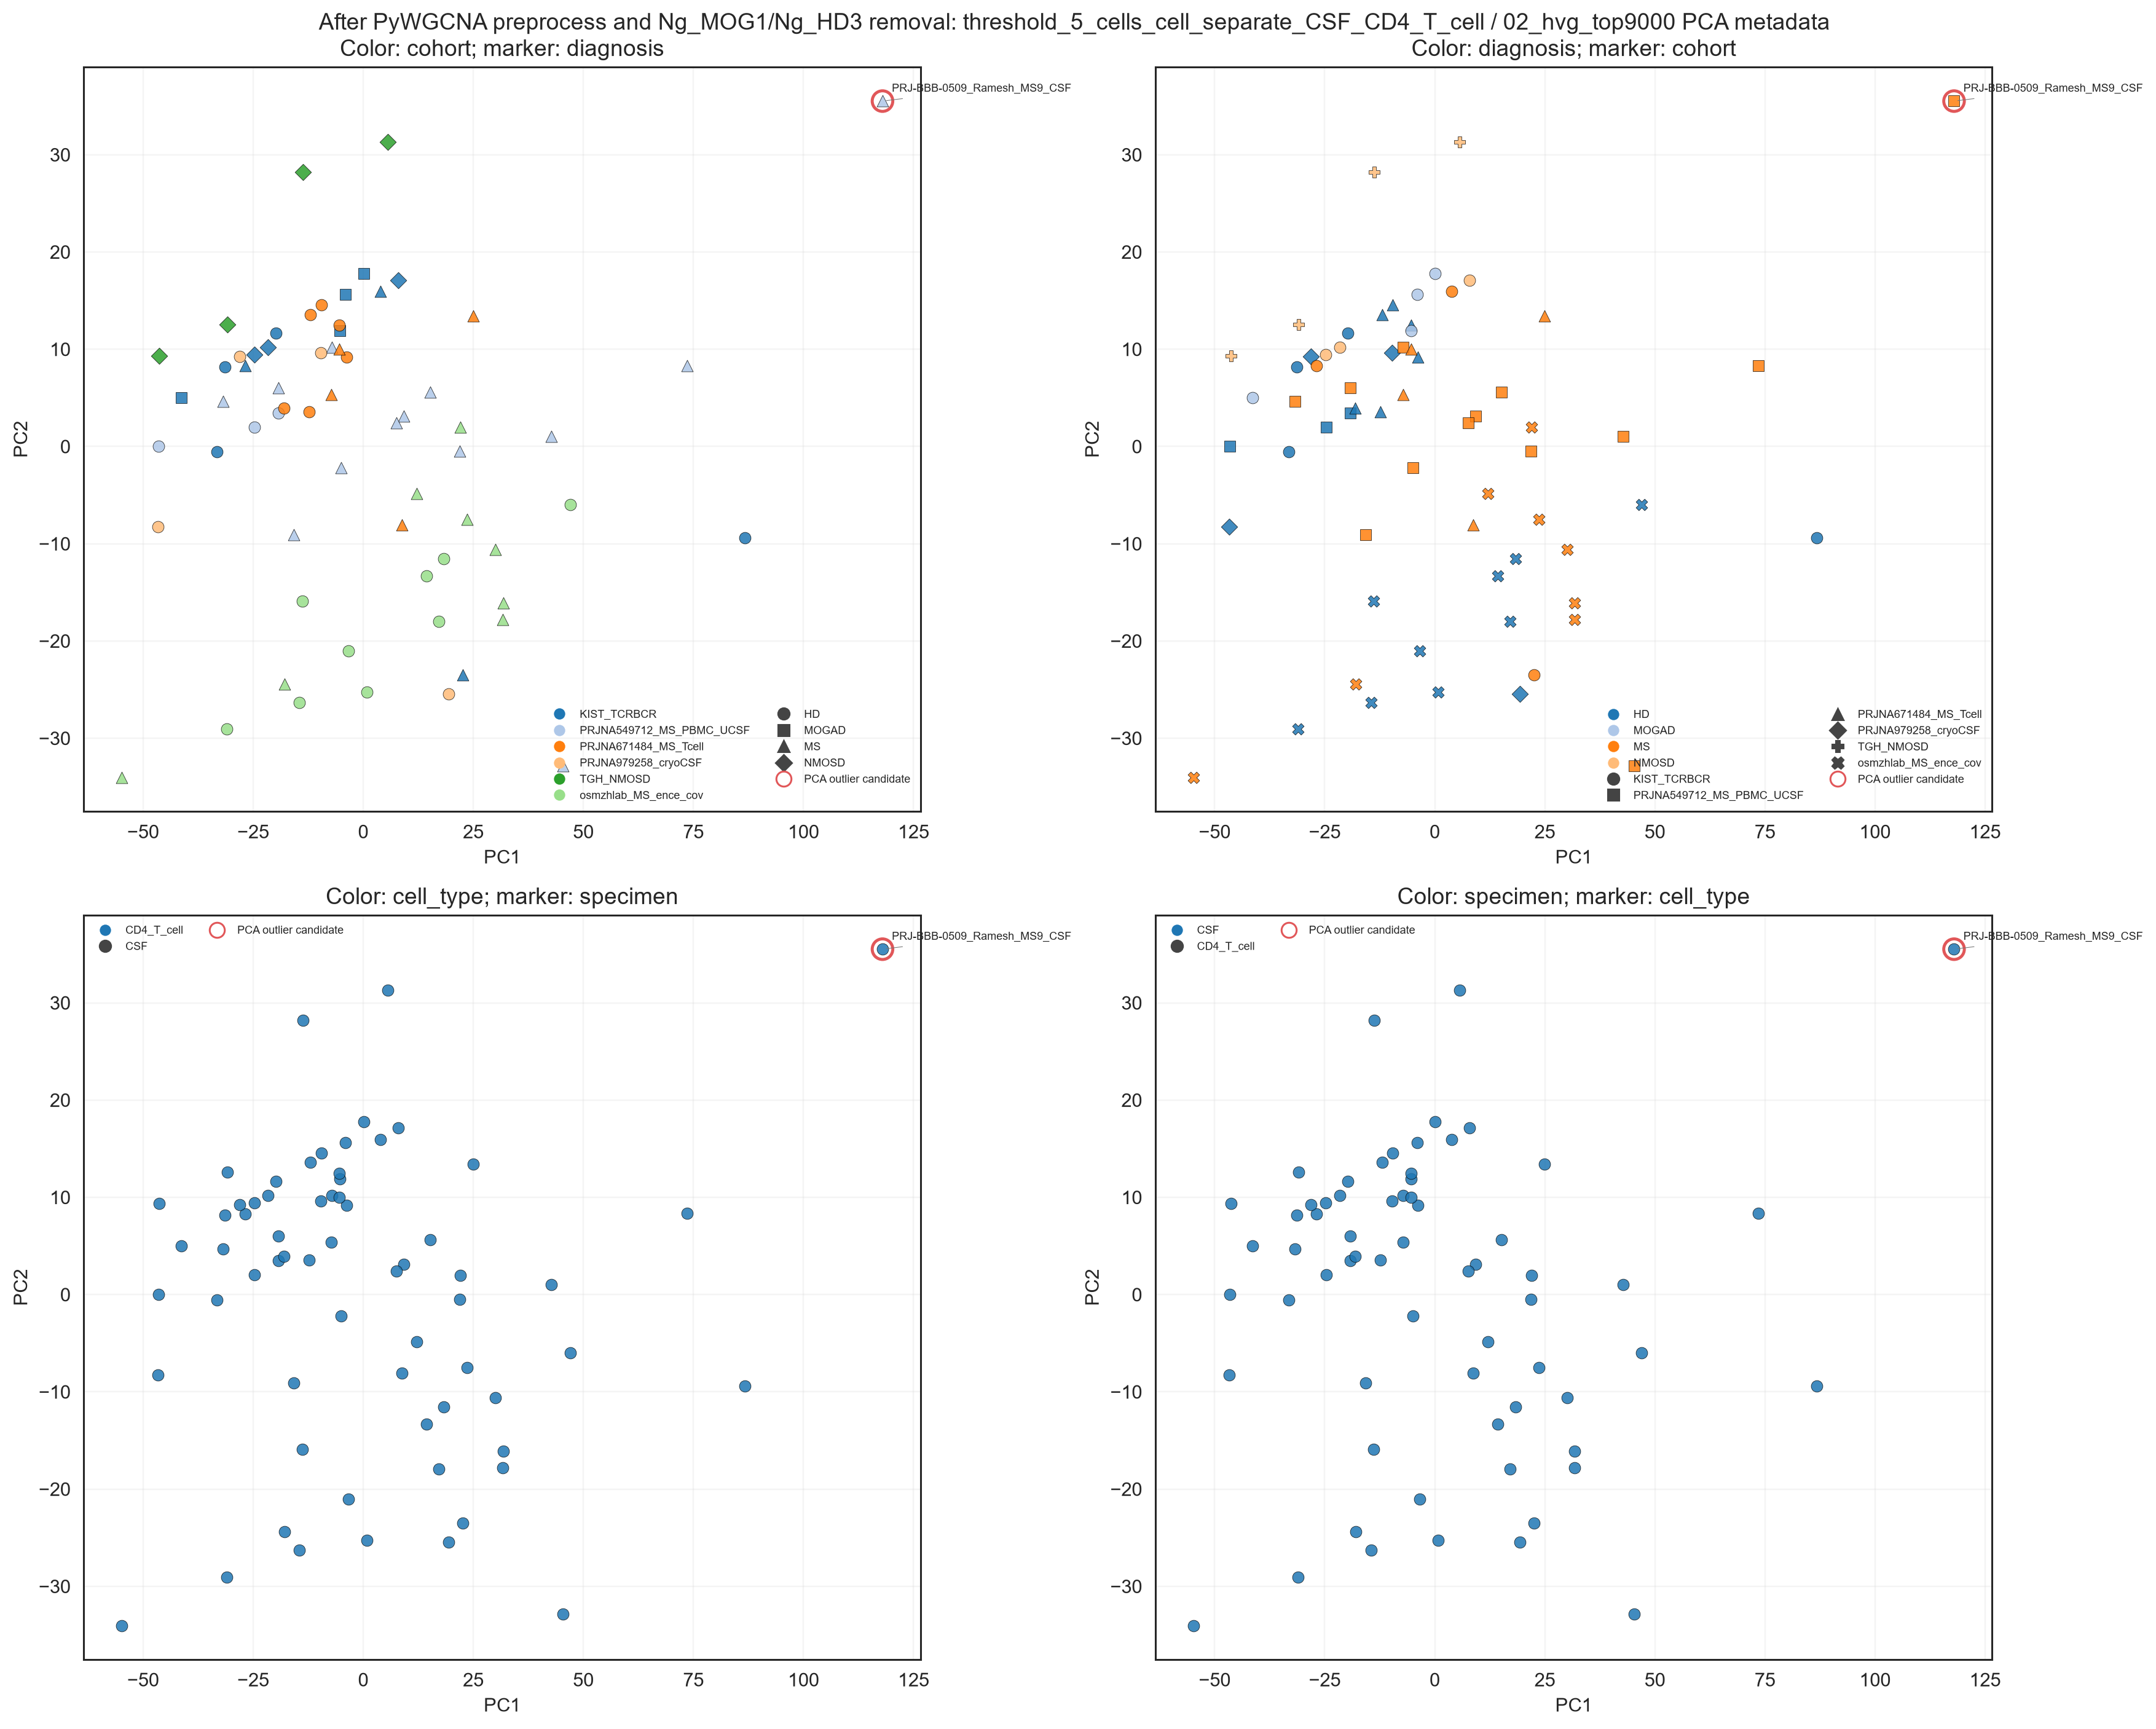 After PyWGCNA preprocess and Ng_MOG1/Ng_HD3 removal: threshold_5_cells_cell_separate_CSF_CD4_T_cell / 02_hvg_top9000 PCA metadata
Color: cohort; marker: diagnosis
PRJ-BBB-0509_Ramesh_MS9_CSF
30
20
10
0
−10
−20
−30
PC2
KIST_TCRBCR
PRJNA549712_MS_PBMC_UCSF
PRJNA671484_MS_Tcell
PRJNA979258_cryoCSF
TGH_NMOSD
osmzhlab_MS_ence_cov
HD
MOGAD
MS
NMOSD
PCA outlier candidate
−50 −25 0 25 50 75 100 125
PC1
Color: diagnosis; marker: cohort
PRJ-BBB-0509_Ramesh_MS9_CSF
30
20
10
0
−10
−20
−30
PC2
HD
MOGAD
MS
NMOSD
KIST_TCRBCR
PRJNA549712_MS_PBMC_UCSF
PRJNA671484_MS_Tcell
PRJNA979258_cryoCSF
TGH_NMOSD
osmzhlab_MS_ence_cov
PCA outlier candidate
−50 −25 0 25 50 75 100 125
PC1
Color: cell_type; marker: specimen
CD4_T_cell
CSF
PCA outlier candidate
PRJ-BBB-0509_Ramesh_MS9_CSF
30
20
10
0
−10
−20
−30
PC2
−50 −25 0 25 50 75 100 125
PC1
Color: specimen; marker: cell_type
CSF
CD4_T_cell
PCA outlier candidate
PRJ-BBB-0509_Ramesh_MS9_CSF
30
20
10
0
−10
−20
−30
PC2
−50 −25 0 25 50 75 100 125
PC1